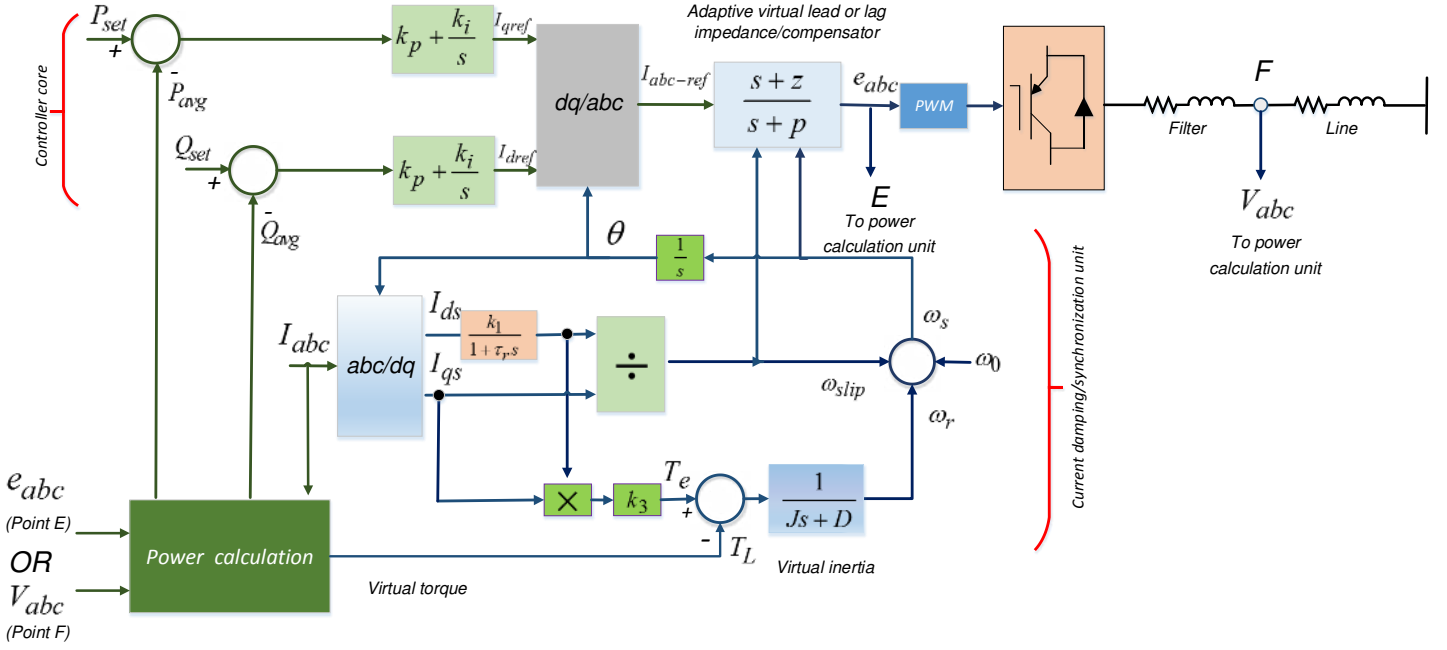 Controller core
P_set
+
-
P_avg
k_p + k_i/s
I_qref
Q_set
+
-
Q_avg
k_p + k_i/s
I_dref
dq/abc
Adaptive virtual lead or lag
impedance/compensator
I_abc-ref
s + z
s + p
e_abc
PWM
Filter
F
Line
E
To power
calculation unit
V_abc
To power
calculation unit
θ
1/s
I_abc
abc/dq
I_ds
k_1
1 + τ_r s
I_qs
÷
ω_slip
ω_s
ω_0
ω_r
Current damping/synchronization unit
×
k_3
T_e
+
-
T_L
1
Js + D
Virtual inertia
e_abc
(Point E)
OR
V_abc
(Point F)
Power calculation
Virtual torque